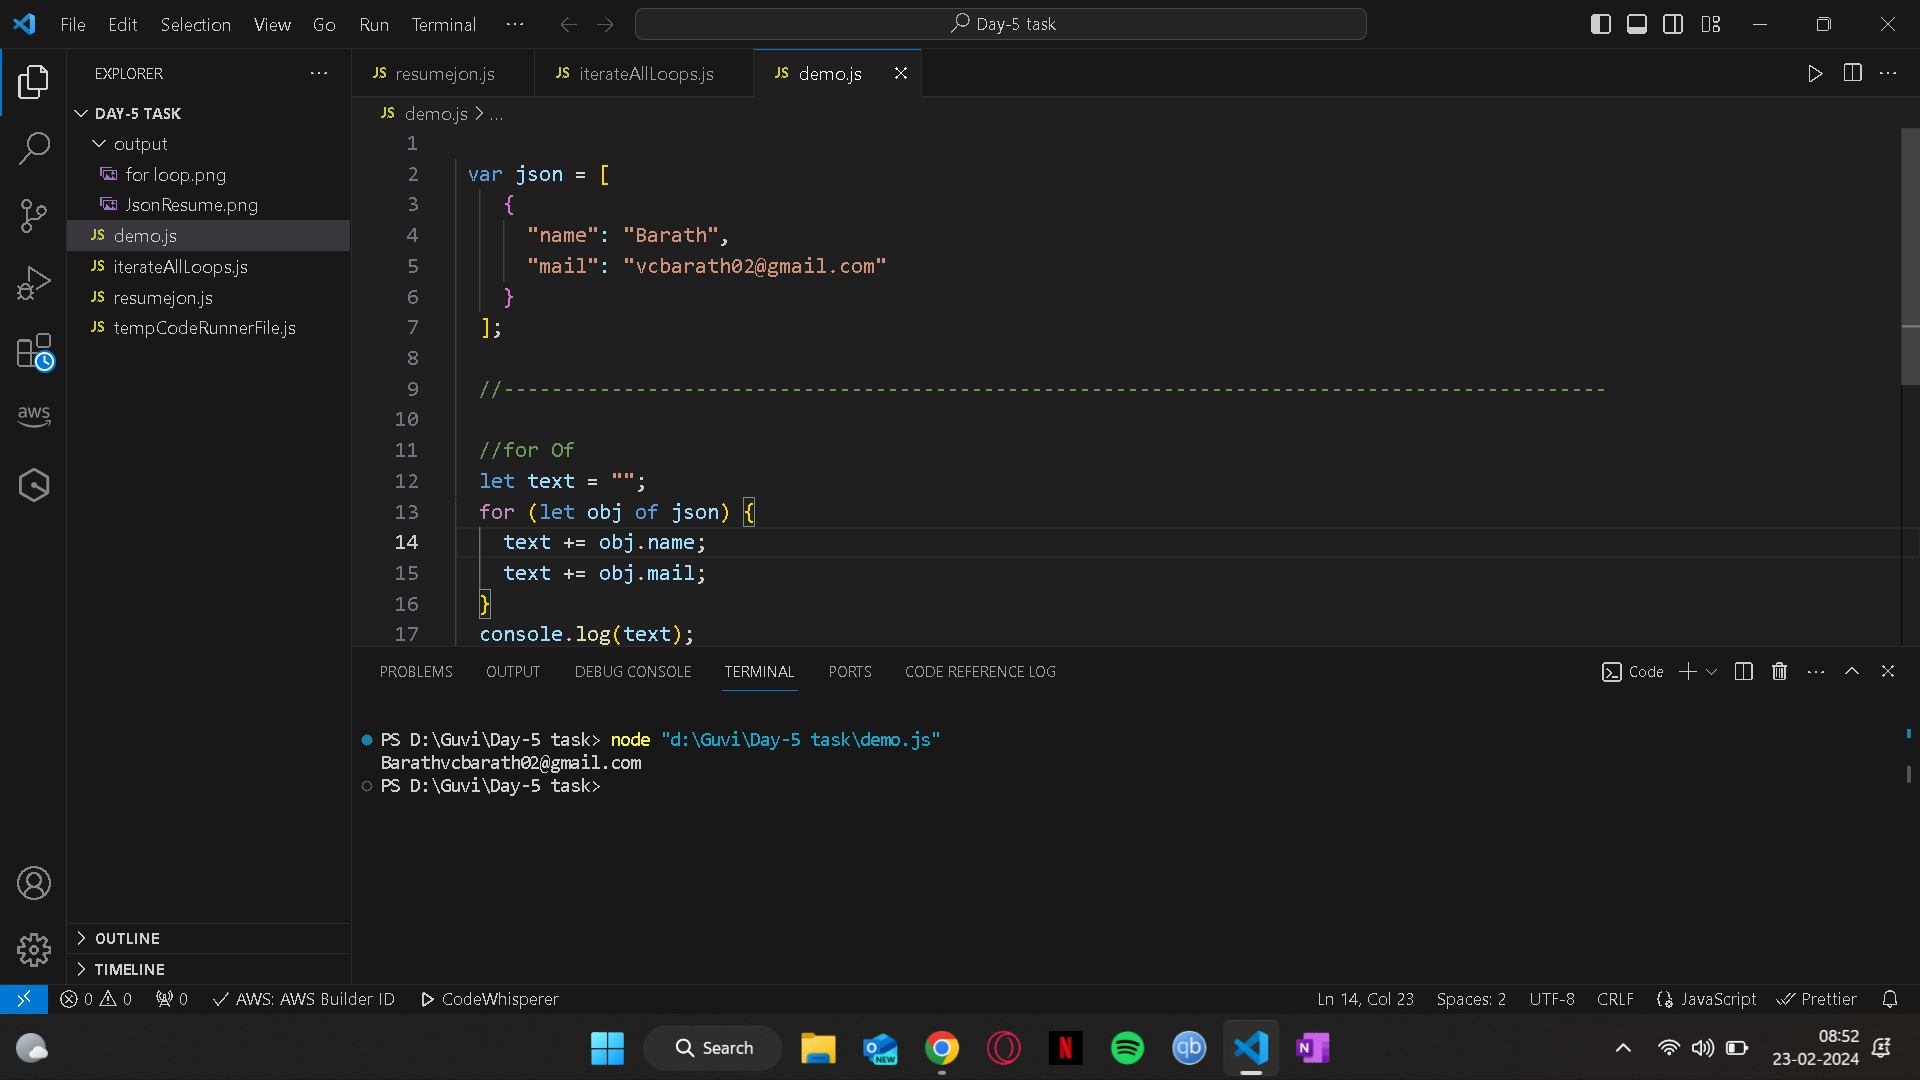 File Edit Selection View Go Run Terminal ···
Day-5 task
EXPLORER ···
DAY-5 TASK
output
for loop.png
JsonResume.png
JS demo.js
JS iterateAllLoops.js
JS resumejon.js
JS tempCodeRunnerFile.js
aws
OUTLINE
TIMELINE
JS resumejon.js JS iterateAllLoops.js JS demo.js
JS demo.js > ...
1
2 var json = [
3 {
4 "name": "Barath",
5 "mail": "vcbarath02@gmail.com"
6 }
7 ];
8
9 //--------------------------------------------------------------------------------------------
10
11 //for Of
12 let text = "";
13 for (let obj of json) {
14 text += obj.name;
15 text += obj.mail;
16 }
17 console.log(text);
PROBLEMS OUTPUT DEBUG CONSOLE TERMINAL PORTS CODE REFERENCE LOG
Code
PS D:\Guvi\Day-5 task> node "d:\Guvi\Day-5 task\demo.js"
Barathvcbarath02@gmail.com
PS D:\Guvi\Day-5 task>
0 0 0 AWS: AWS Builder ID CodeWhisperer
Ln 14, Col 23 Spaces: 2 UTF-8 CRLF JavaScript Prettier
Search
NEW
N
qb
N
08:52
23-02-2024